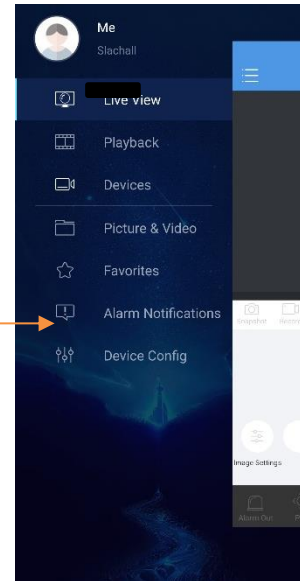 Me
Slachall
Live View
Playback
Devices
Picture & Video
Favorites
Alarm Notifications
Device Config
Snapshot
Image Settings
Alarm Out